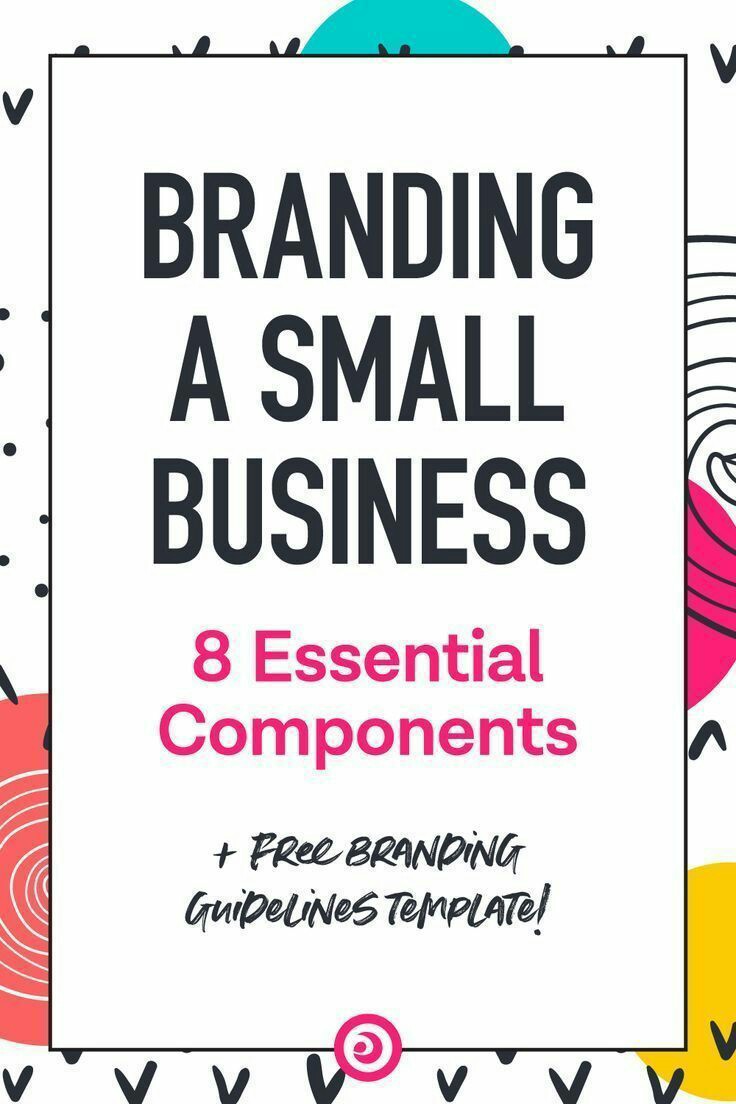 BRANDING
A SMALL
BUSINESS
8 Essential
Components
+ FREE BRANDING
GUIDELINES TEMPLATE!